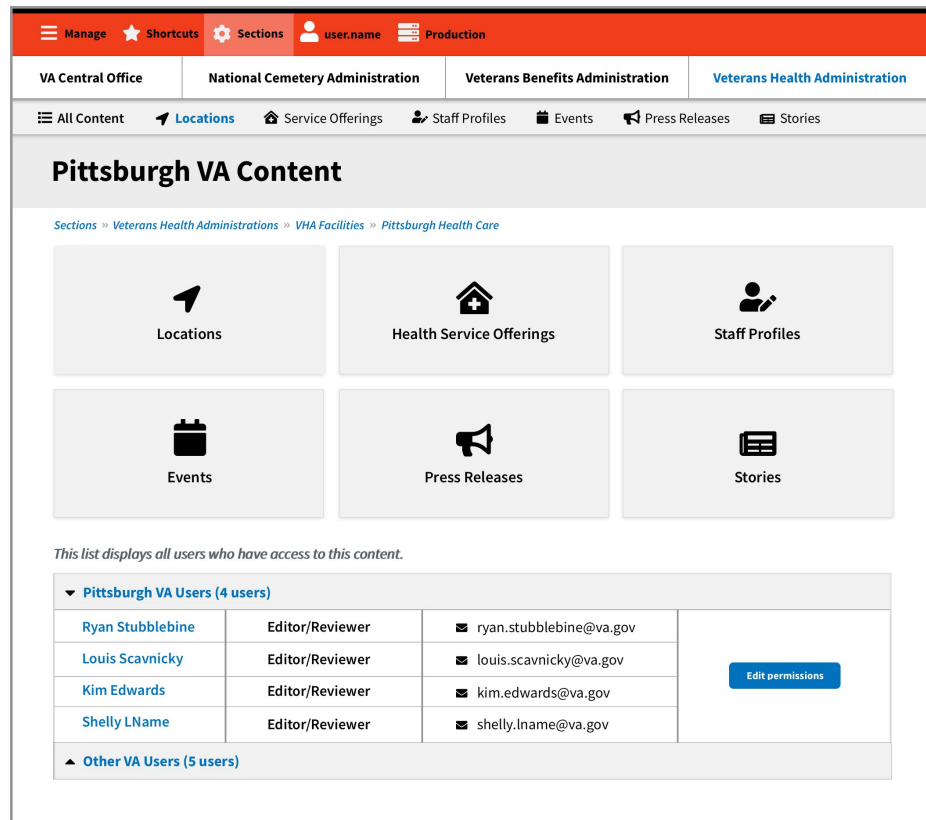 Manage Shortcuts Sections user.name Production
VA Central Office National Cemetery Administration Veterans Benefits Administration Veterans Health Administration
All Content Locations Service Offerings Staff Profiles Events Press Releases Stories
Pittsburgh VA Content
Sections » Veterans Health Administrations » VHA Facilities » Pittsburgh Health Care
Locations Health Service Offerings Staff Profiles
Events Press Releases Stories
This list displays all users who have access to this content.
Pittsburgh VA Users (4 users)
Ryan Stubblebine Editor/Reviewer ryan.stubblebine@va.gov
Louis Scavnicky Editor/Reviewer louis.scavnicky@va.gov
Edit permissions
Kim Edwards Editor/Reviewer kim.edwards@va.gov
Shelly LName Editor/Reviewer shelly.lname@va.gov
Other VA Users (5 users)